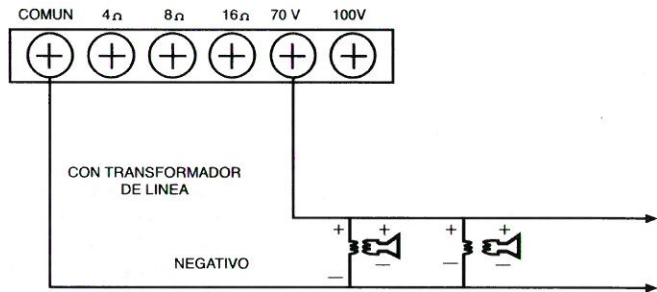 COMUN 4Ω 8Ω 16Ω 70 V 100V
CON TRANSFORMADOR
DE LINEA
+ + + +
NEGATIVO
— — — —